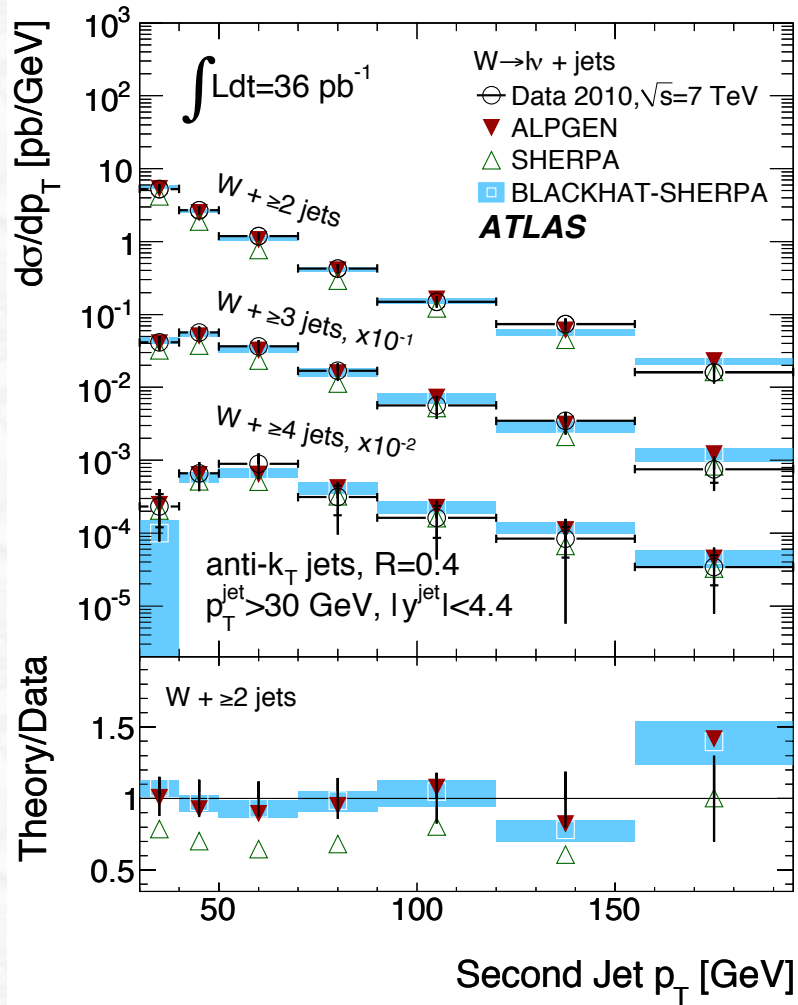 dσ/dp_T [pb/GeV]
10³
10²
10
1
10⁻¹
10⁻²
10⁻³
10⁻⁴
10⁻⁵
∫ Ldt=36 pb⁻¹
W→lν + jets
Data 2010,√s=7 TeV
ALPGEN
SHERPA
BLACKHAT-SHERPA
ATLAS
W + ≥2 jets
W + ≥3 jets, x10⁻¹
W + ≥4 jets, x10⁻²
anti-k_T jets, R=0.4
p_T^jet>30 GeV, |y^jet|<4.4
Theory/Data
W + ≥2 jets
1.5
1
0.5
50
100
150
Second Jet p_T [GeV]